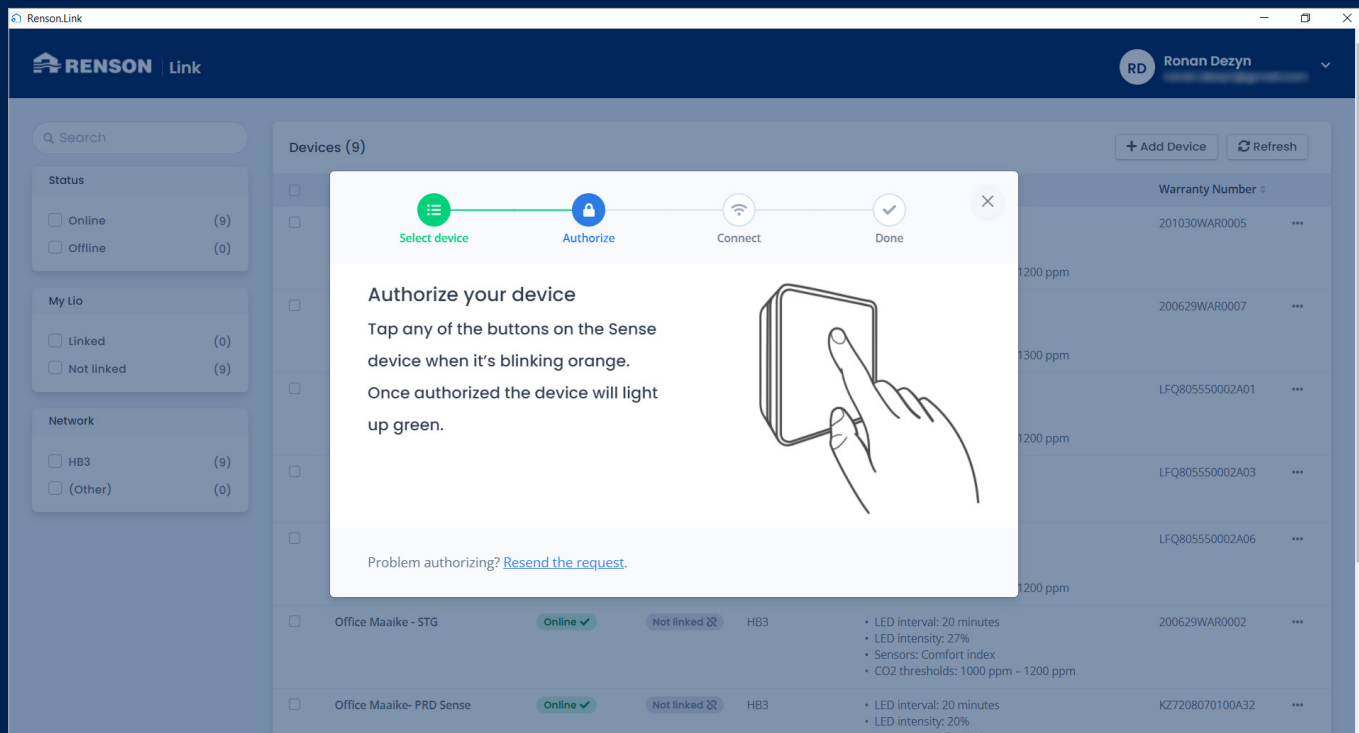 Renson.Link
RENSON Link
RD
Ronan Dezyn
Search
Status
Online (9)
Offline (0)
My Lio
Linked (0)
Not linked (9)
Network
HB3 (9)
(Other) (0)
Devices (9)
+ Add Device
Refresh
Warranty Number
201030WAR0005
1200 ppm
200629WAR0007
1300 ppm
LFQ805550002A01
1200 ppm
LFQ805550002A03
LFQ805550002A06
1200 ppm
Select device
Authorize
Connect
Done
Authorize your device
Tap any of the buttons on the Sense
device when it's blinking orange.
Once authorized the device will light
up green.
Problem authorizing? Resend the request.
Office Maaike - STG Online Not linked HB3 • LED interval: 20 minutes 200629WAR0002
• LED intensity: 27%
• Sensors: Comfort index
• CO2 thresholds: 1000 ppm – 1200 ppm
Office Maaike- PRD Sense Online Not linked HB3 • LED interval: 20 minutes KZ7208070100A32
• LED intensity: 20%